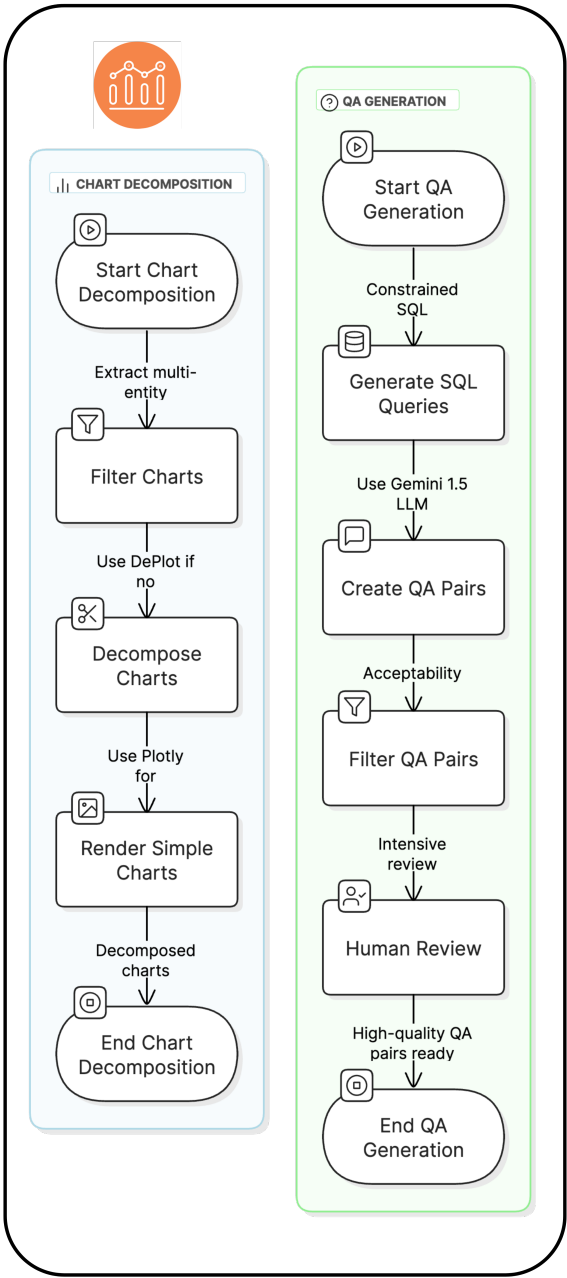 CHART DECOMPOSITION
Start Chart
Decomposition
Extract multi-
entity
Filter Charts
Use DePlot if
no
Decompose
Charts
Use Plotly
for
Render Simple
Charts
Decomposed
charts
End Chart
Decomposition
QA GENERATION
Start QA
Generation
Constrained
SQL
Generate SQL
Queries
Use Gemini 1.5
LLM
Create QA Pairs
Acceptability
Filter QA Pairs
Intensive
review
Human Review
High-quality QA
pairs ready
End QA
Generation